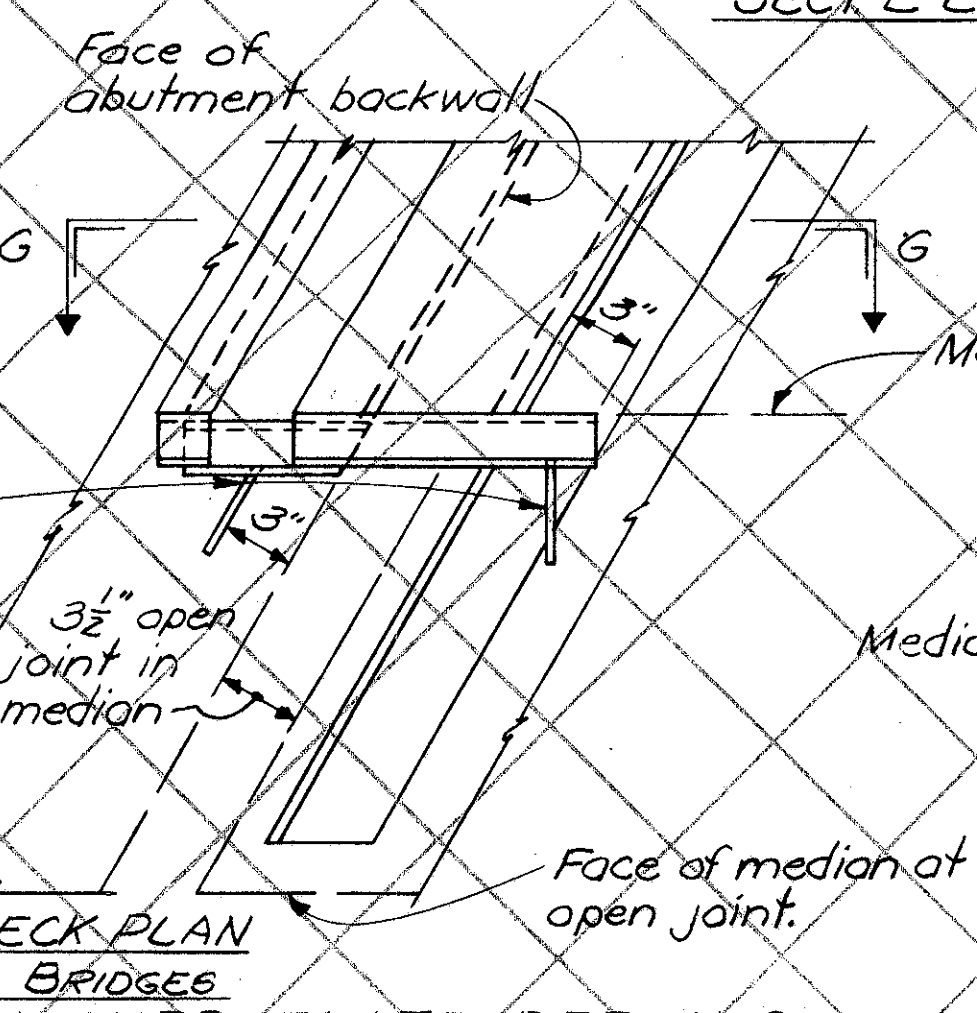 Face of
abutment backwall
G
G
3"
3"
3½" open
joint in
median
Face of median at
open joint.
PLAN
BRIDGES